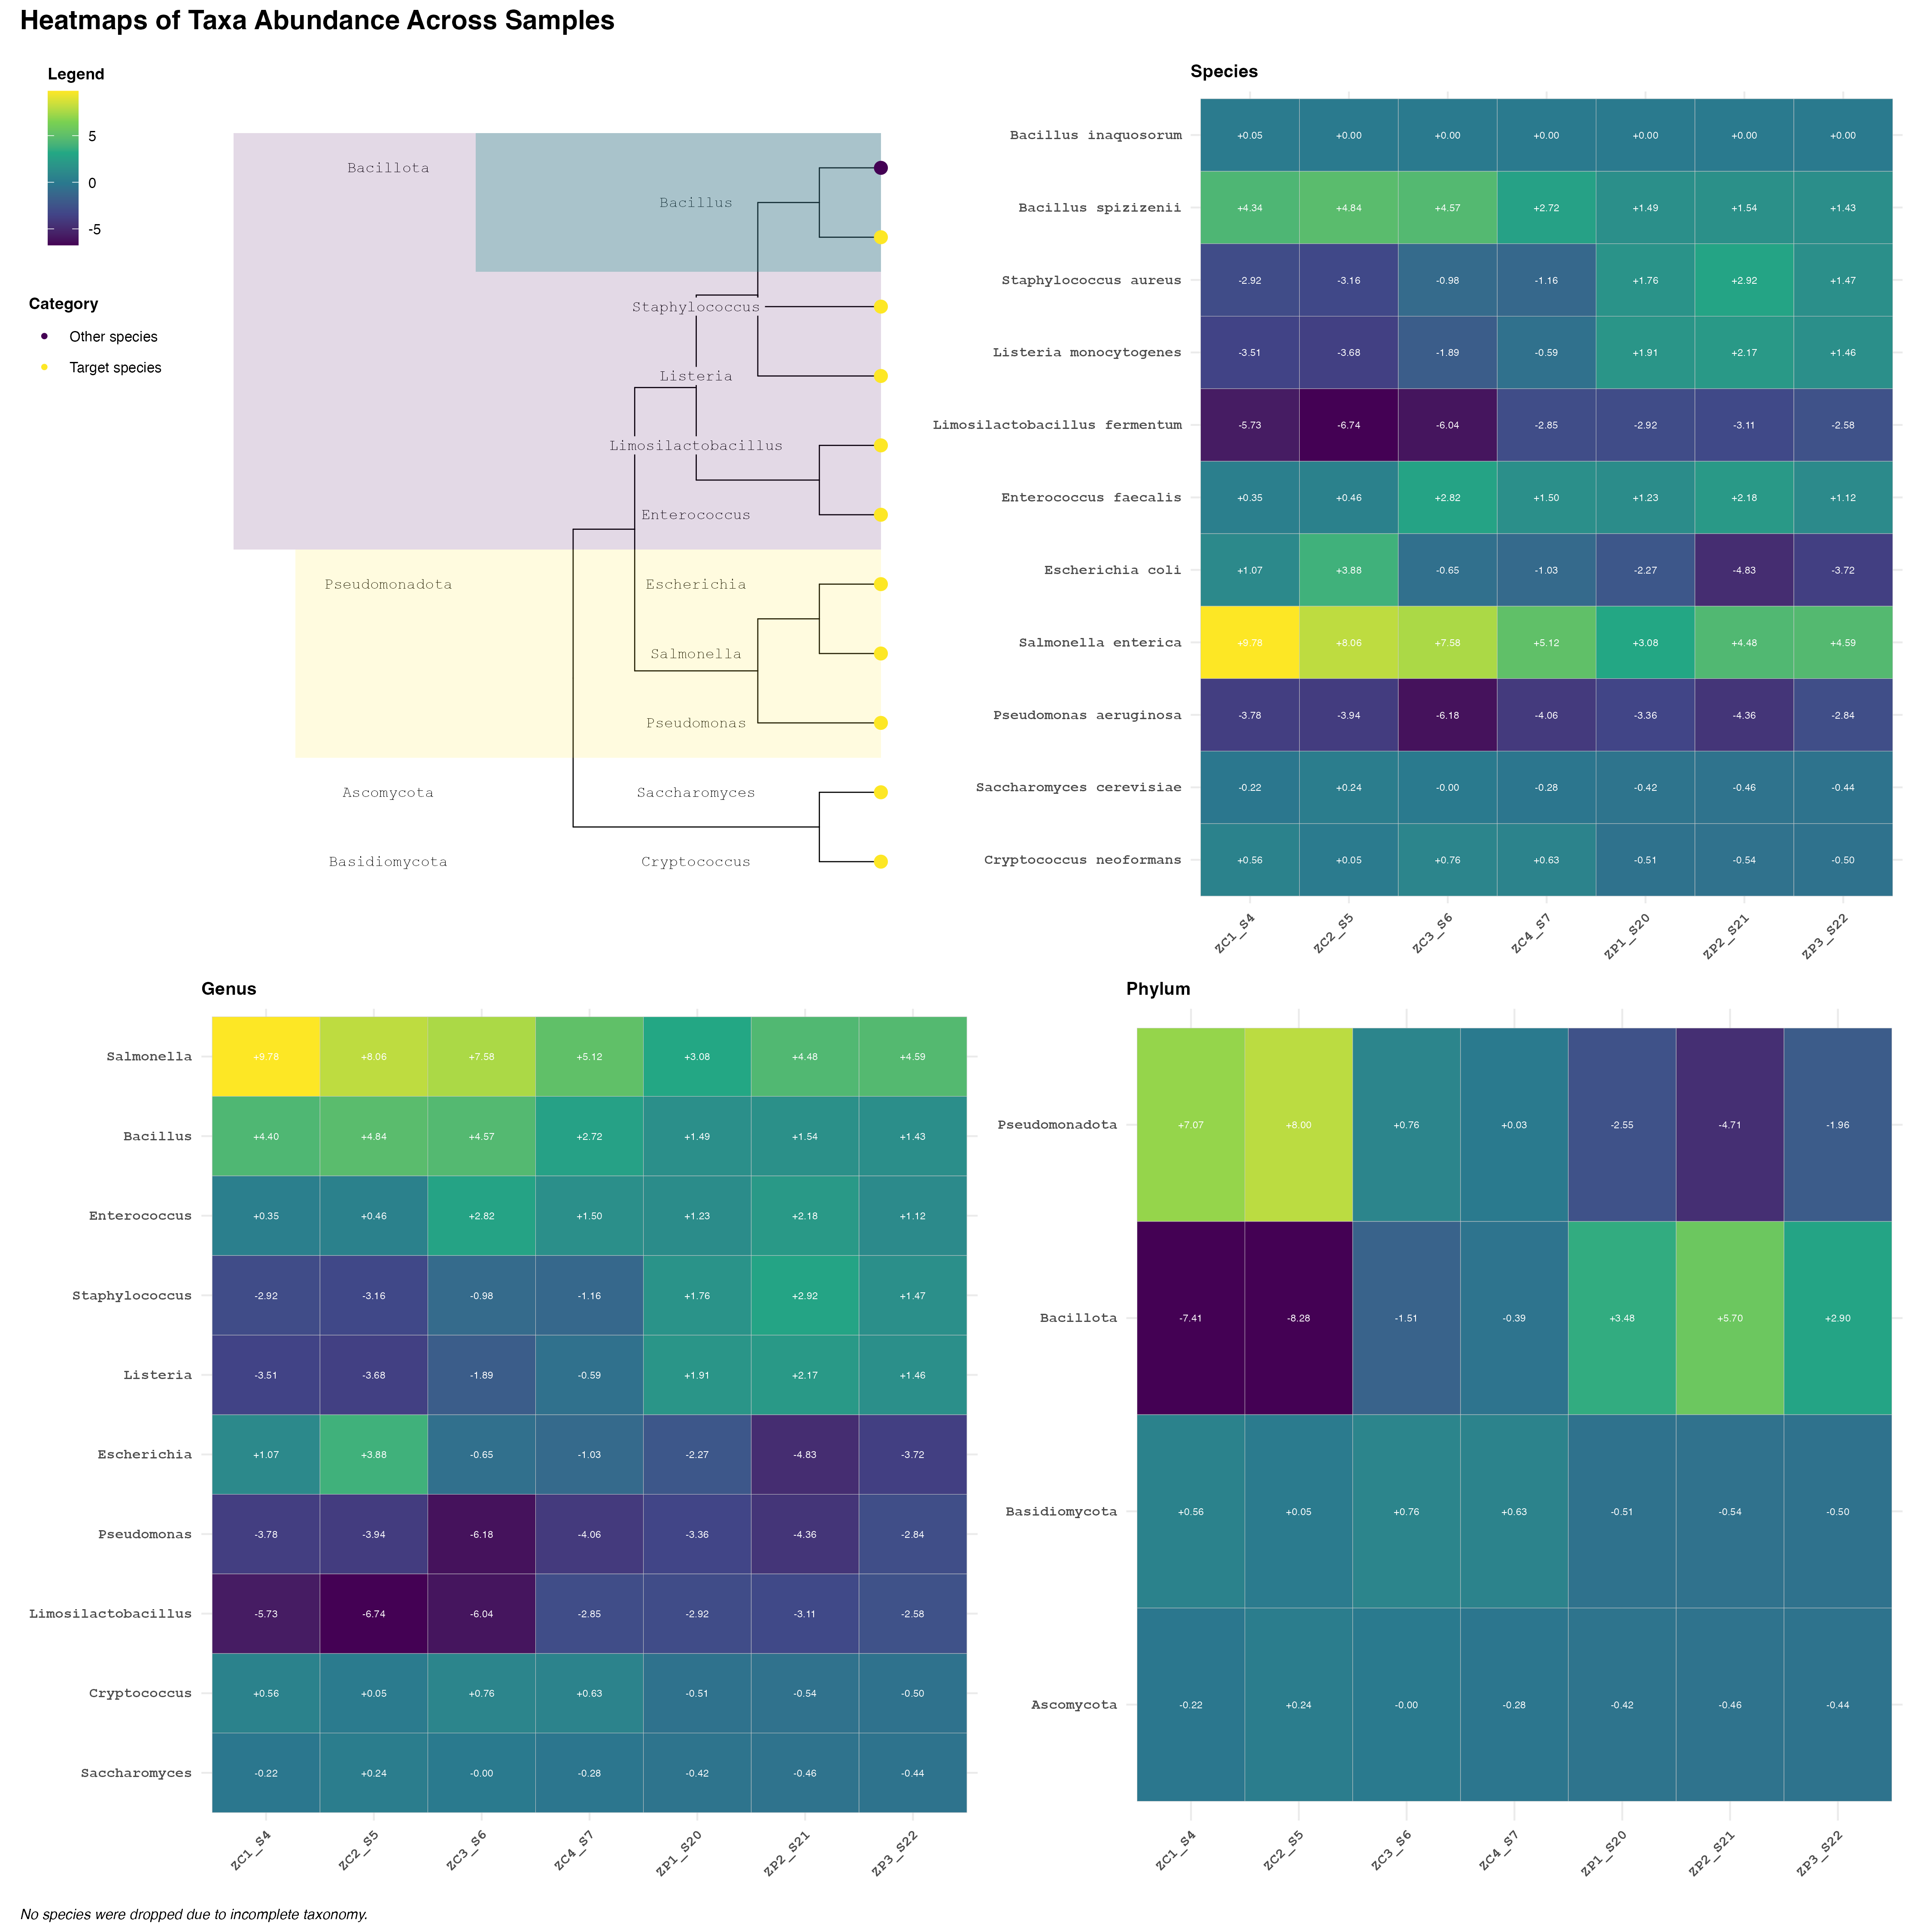 Heatmaps of Taxa Abundance Across Samples
Legend
5
0
-5
Category
Other species
Target species
Bacillota
Bacillus
Staphylococcus
Listeria
Limosilactobacillus
Enterococcus
Pseudomonadota
Escherichia
Salmonella
Pseudomonas
Ascomycota
Saccharomyces
Basidiomycota
Cryptococcus
Species
Bacillus inaquosorum +0.05 +0.00 +0.00 +0.00 +0.00 +0.00 +0.00
Bacillus spizizenii +4.34 +4.84 +4.57 +2.72 +1.49 +1.54 +1.43
Staphylococcus aureus -2.92 -3.16 -0.98 -1.16 +1.76 +2.92 +1.47
Listeria monocytogenes -3.51 -3.68 -1.89 -0.59 +1.91 +2.17 +1.46
Limosilactobacillus fermentum -5.73 -6.74 -6.04 -2.85 -2.92 -3.11 -2.58
Enterococcus faecalis +0.35 +0.46 +2.82 +1.50 +1.23 +2.18 +1.12
Escherichia coli +1.07 +3.88 -0.65 -1.03 -2.27 -4.83 -3.72
Salmonella enterica +9.78 +8.06 +7.58 +5.12 +3.08 +4.48 +4.59
Pseudomonas aeruginosa -3.78 -3.94 -6.18 -4.06 -3.36 -4.36 -2.84
Saccharomyces cerevisiae -0.22 +0.24 -0.00 -0.28 -0.42 -0.46 -0.44
Cryptococcus neoformans +0.56 +0.05 +0.76 +0.63 -0.51 -0.54 -0.50
ZC1_S4 ZC2_S5 ZC3_S6 ZC4_S7 ZP1_S20 ZP2_S21 ZP3_S22
Genus
Salmonella +9.78 +8.06 +7.58 +5.12 +3.08 +4.48 +4.59
Bacillus +4.40 +4.84 +4.57 +2.72 +1.49 +1.54 +1.43
Enterococcus +0.35 +0.46 +2.82 +1.50 +1.23 +2.18 +1.12
Staphylococcus -2.92 -3.16 -0.98 -1.16 +1.76 +2.92 +1.47
Listeria -3.51 -3.68 -1.89 -0.59 +1.91 +2.17 +1.46
Escherichia +1.07 +3.88 -0.65 -1.03 -2.27 -4.83 -3.72
Pseudomonas -3.78 -3.94 -6.18 -4.06 -3.36 -4.36 -2.84
Limosilactobacillus -5.73 -6.74 -6.04 -2.85 -2.92 -3.11 -2.58
Cryptococcus +0.56 +0.05 +0.76 +0.63 -0.51 -0.54 -0.50
Saccharomyces -0.22 +0.24 -0.00 -0.28 -0.42 -0.46 -0.44
ZC1_S4 ZC2_S5 ZC3_S6 ZC4_S7 ZP1_S20 ZP2_S21 ZP3_S22
Phylum
Pseudomonadota +7.07 +8.00 +0.76 +0.03 -2.55 -4.71 -1.96
Bacillota -7.41 -8.28 -1.51 -0.39 +3.48 +5.70 +2.90
Basidiomycota +0.56 +0.05 +0.76 +0.63 -0.51 -0.54 -0.50
Ascomycota -0.22 +0.24 -0.00 -0.28 -0.42 -0.46 -0.44
ZC1_S4 ZC2_S5 ZC3_S6 ZC4_S7 ZP1_S20 ZP2_S21 ZP3_S22
No species were dropped due to incomplete taxonomy.